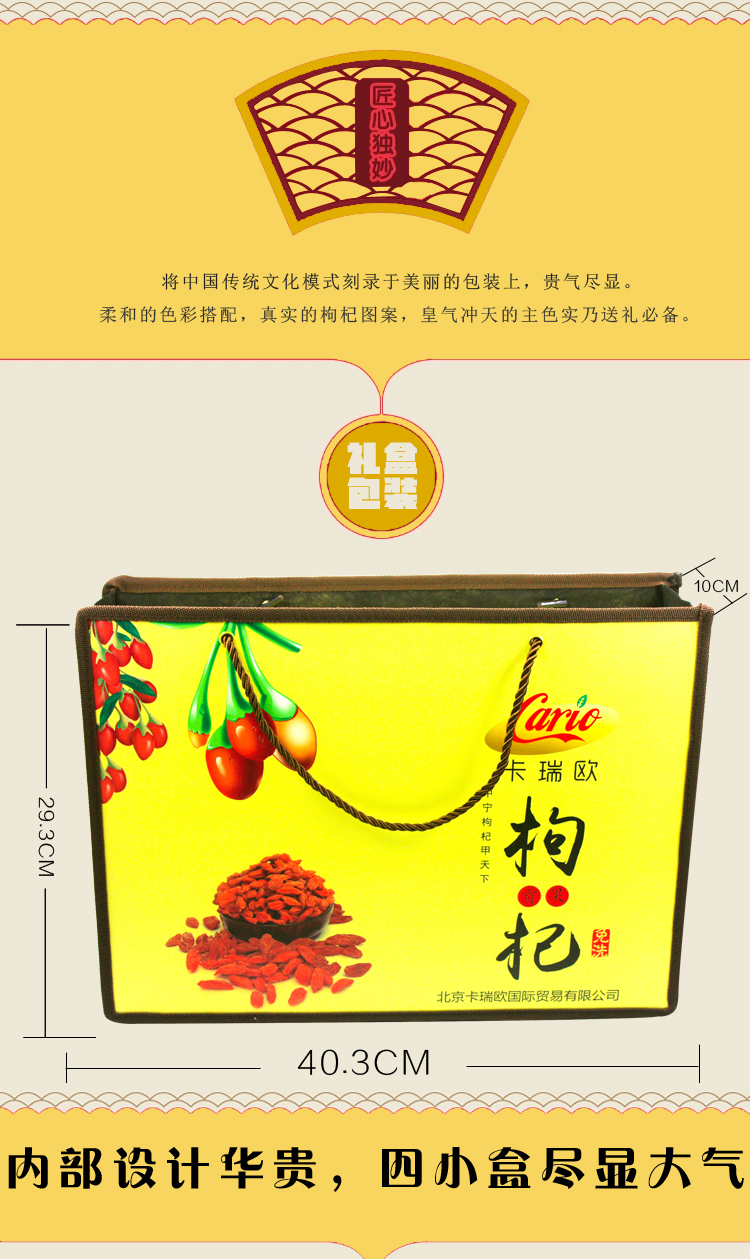 匠心独妙
将中国传统文化模式刻录于美丽的包装上，贵气尽显。
柔和的色彩搭配，真实的枸杞图案，皇气冲天的主色实乃送礼必备。
礼盒
包装
10CM
29.3CM
Cario
卡瑞欧
宁枸杞甲天下
枸
杞
免洗
北京卡瑞欧国际贸易有限公司
40.3CM
内部设计华贵，四小盒尽显大气